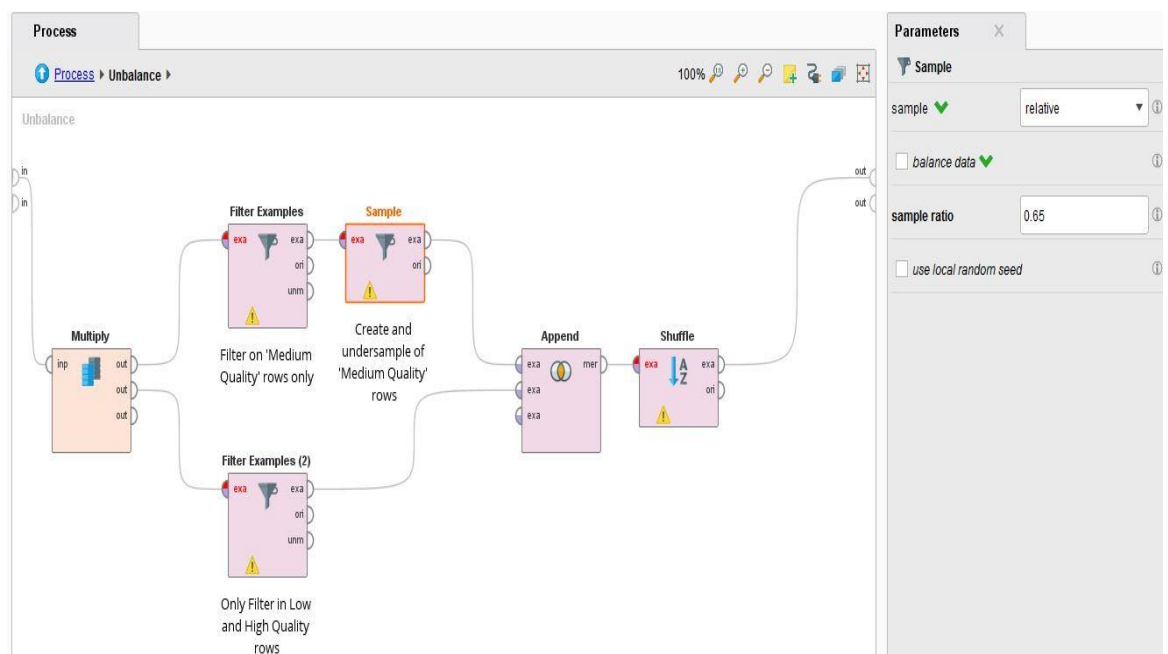 Process
Process ▸ Unbalance ▸
100%
Unbalance
in
in
out
out
Filter Examples
exa
exa
ori
unm
Filter on 'Medium
Quality' rows only
Sample
exa
exa
ori
Create and
undersample of
'Medium Quality'
rows
Multiply
inp
out
out
out
Append
exa
mer
exa
exa
Shuffle
exa
exa
ori
A
Z
Filter Examples (2)
exa
exa
ori
unm
Only Filter in Low
and High Quality
rows
Parameters
Sample
sample
relative
balance data
sample ratio
0.65
use local random seed